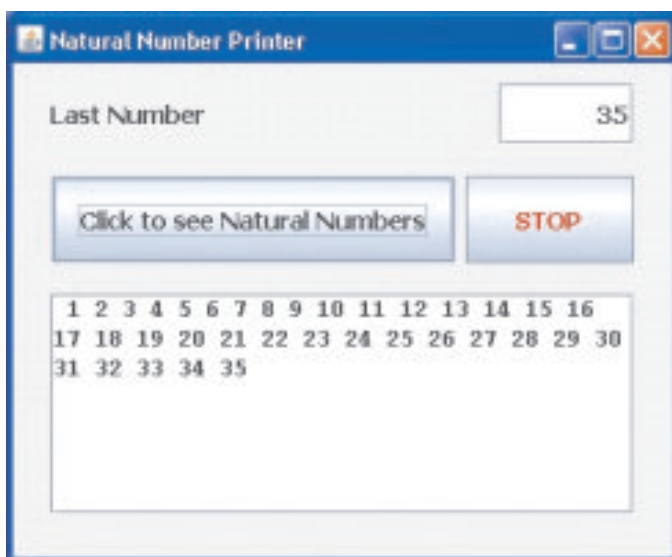 Natural Number Printer
Last Number 35
Click to see Natural Numbers STOP
1 2 3 4 5 6 7 8 9 10 11 12 13 14 15 16
17 18 19 20 21 22 23 24 25 26 27 28 29 30
31 32 33 34 35